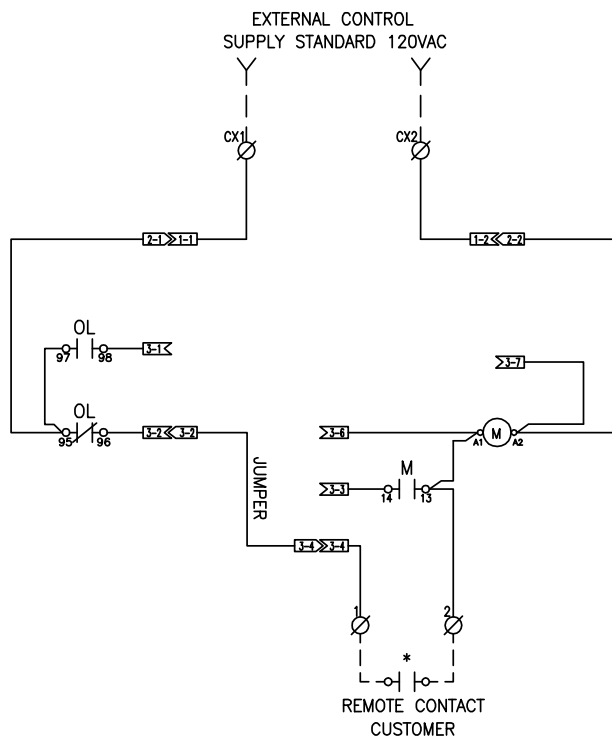 EXTERNAL CONTROL
SUPPLY STANDARD 120VAC
CX1
CX2
2-1 1-1
1-2 2-2
OL
97 98 3-1
3-7
OL
95 96 3-2 3-2
3-6
A1 M A2
JUMPER
M
3-3 14 13
3-4 3-4
1
2
*
REMOTE CONTACT
CUSTOMER